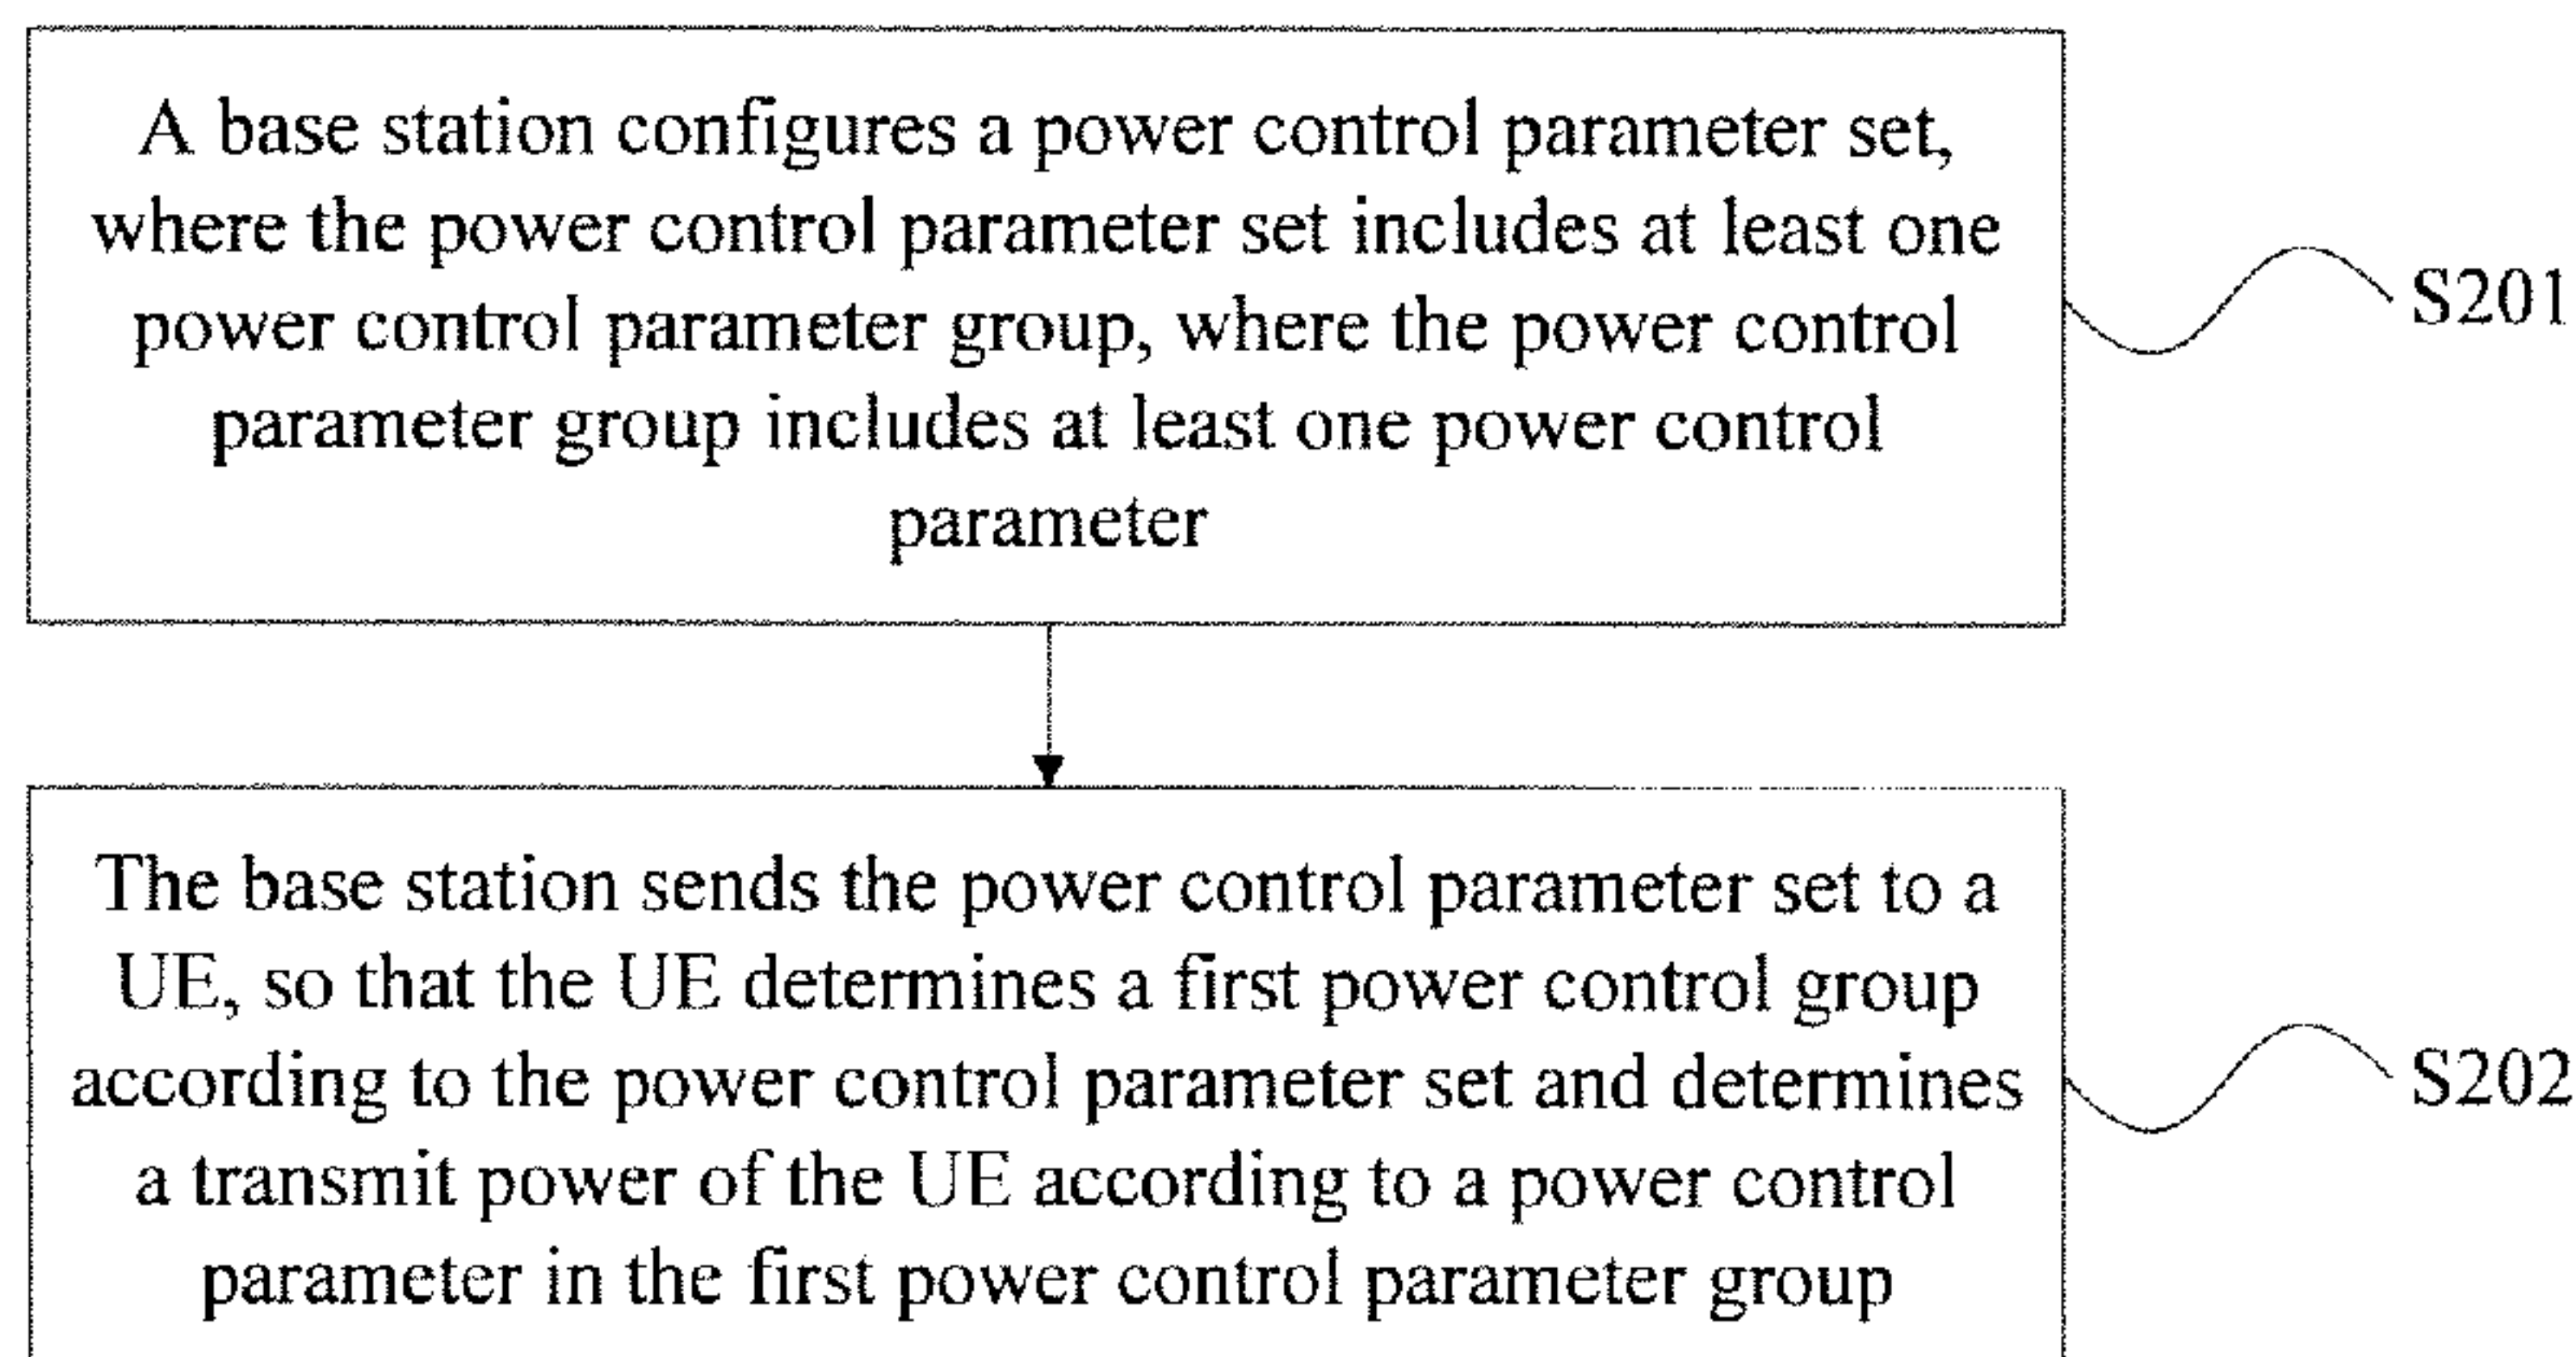 A base station configures a power control parameter set,
where the power control parameter set includes at least one
power control parameter group, where the power control
parameter group includes at least one power control
parameter
S201
The base station sends the power control parameter set to a
UE, so that the UE determines a first power control group
according to the power control parameter set and determines
a transmit power of the UE according to a power control
parameter in the first power control parameter group
S202